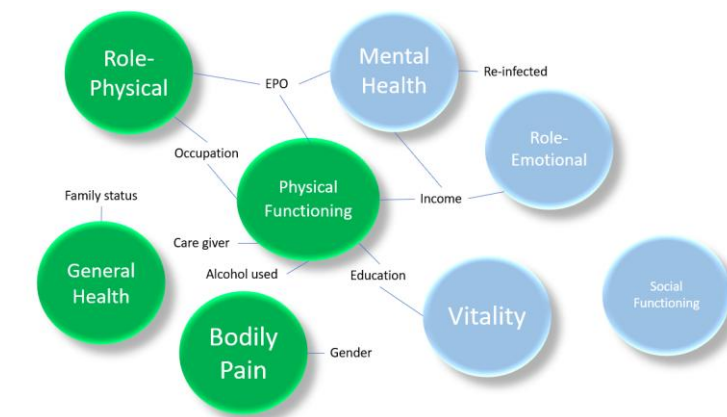 Role-
Physical
EPO
Mental
Health
Re-infected
Occupation
Role-
Emotional
Physical
Functioning
Income
Family status
Care giver
General
Health
Alcohol used
Education
Social
Functioning
Vitality
Bodily
Pain
Gender